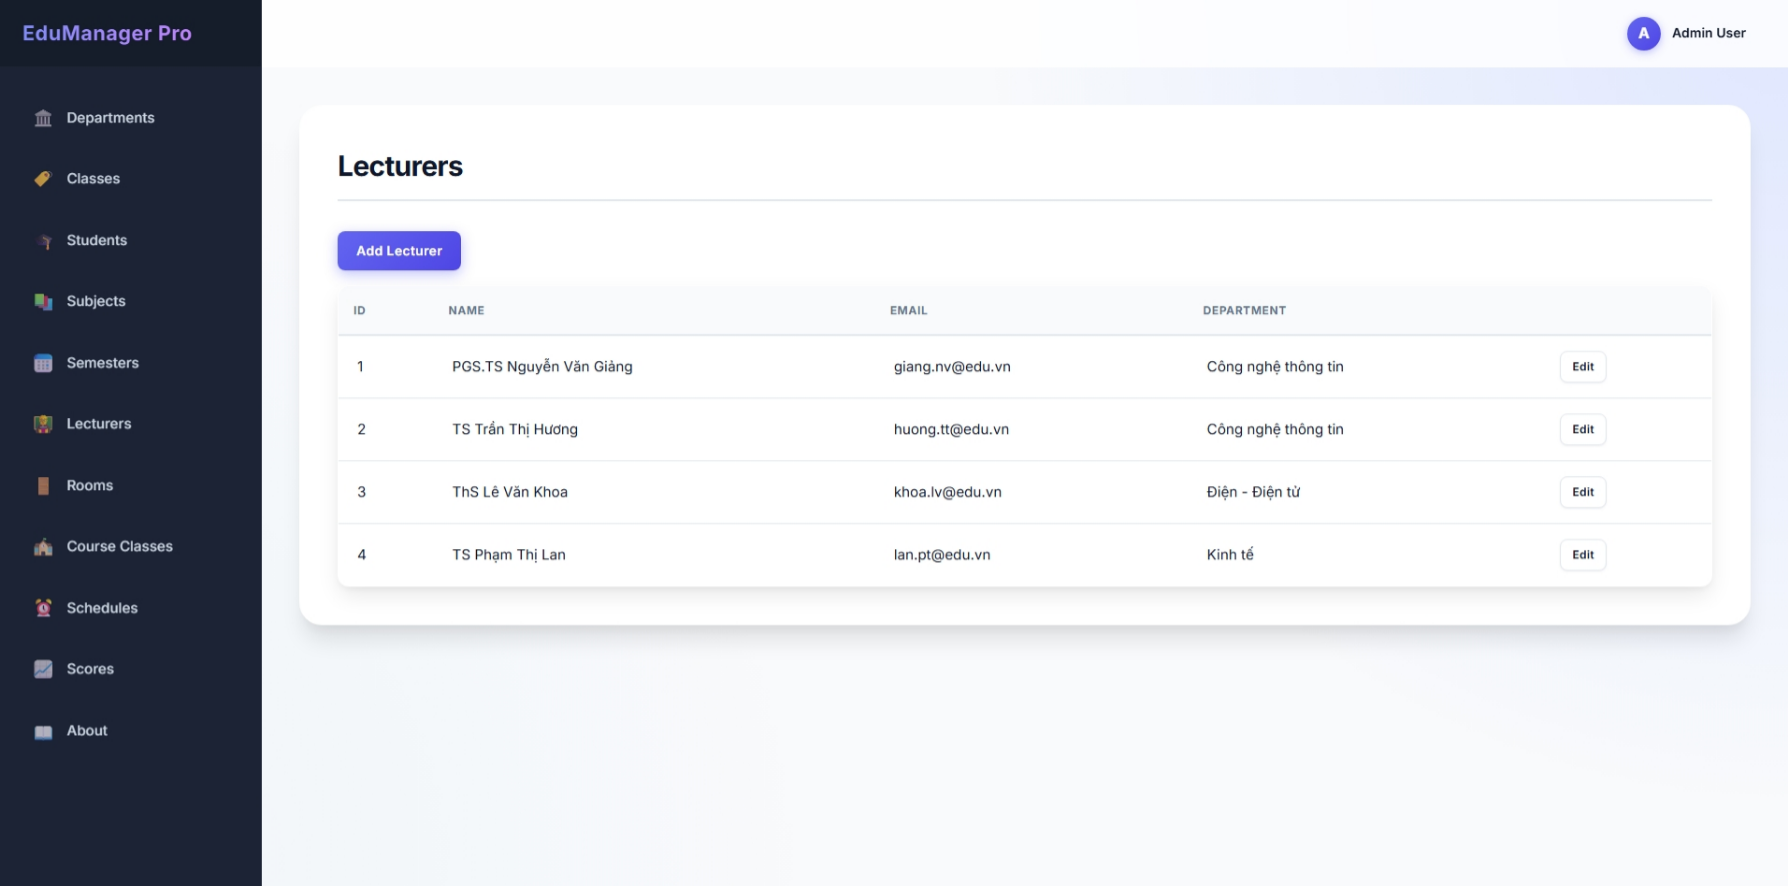 EduManager Pro
A Admin User
Departments
Classes
Students
Subjects
Semesters
Lecturers
Rooms
Course Classes
Schedules
Scores
About
Lecturers
Add Lecturer
ID NAME EMAIL DEPARTMENT
1 PGS.TS Nguyễn Văn Giảng giang.nv@edu.vn Công nghệ thông tin Edit
2 TS Trần Thị Hương huong.tt@edu.vn Công nghệ thông tin Edit
3 ThS Lê Văn Khoa khoa.lv@edu.vn Điện - Điện tử Edit
4 TS Phạm Thị Lan lan.pt@edu.vn Kinh tế Edit